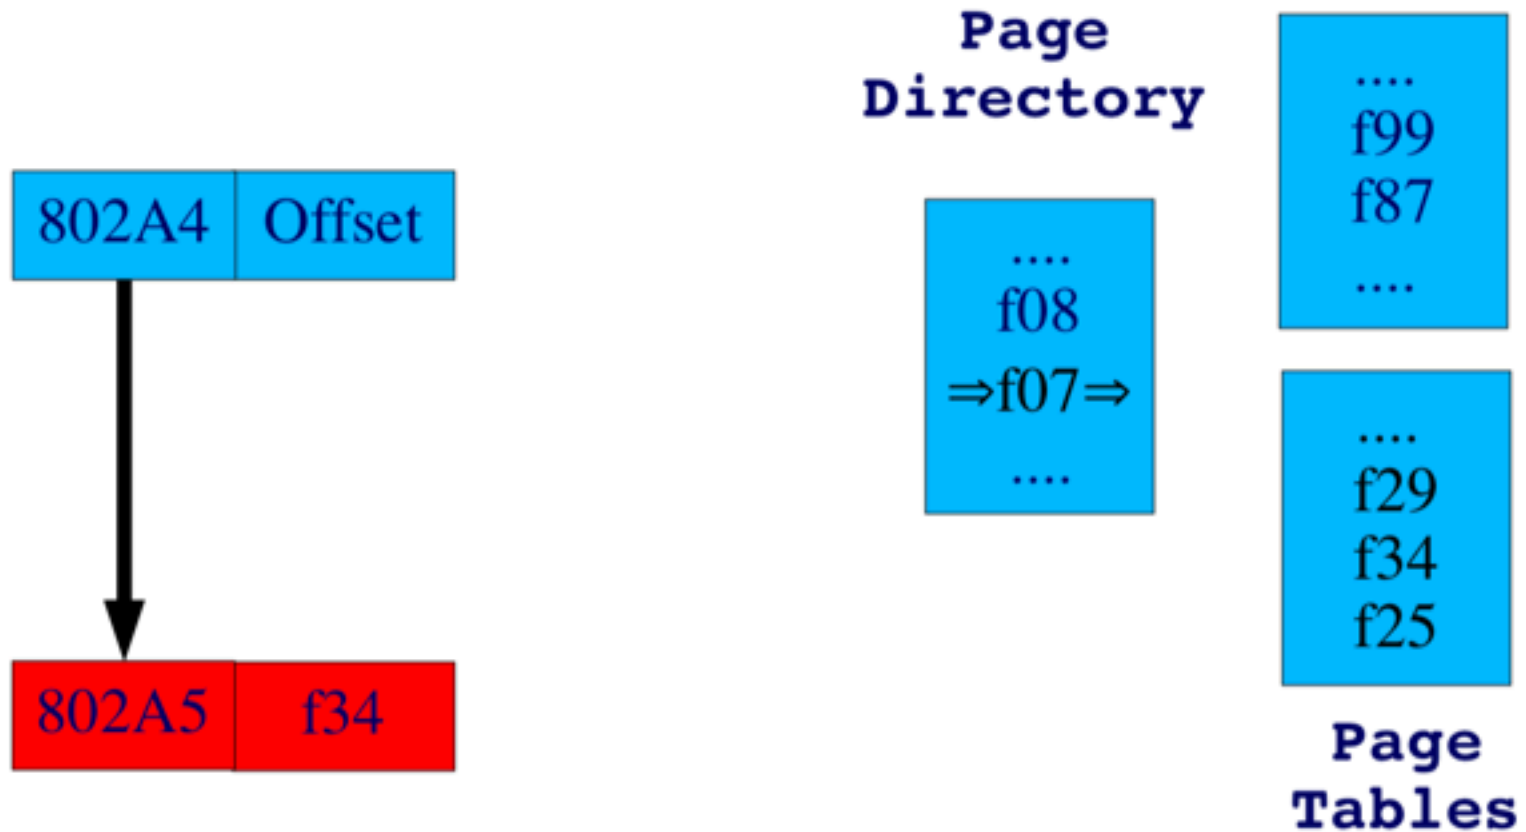 802A4 Offset
802A5 f34
Page
Directory
....
f08
⇒f07⇒
....
....
f99
f87
....
....
f29
f34
f25
Page
Tables